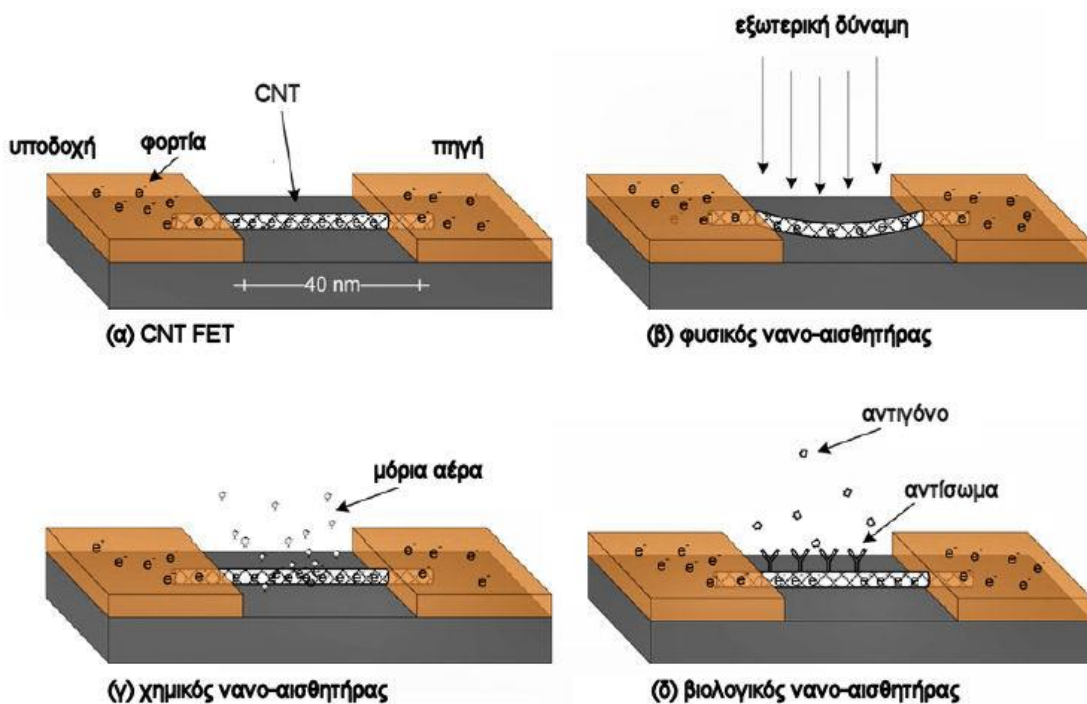 CNT
υποδοχή
φορτία
πηγή
40 nm
(α) CNT FET
εξωτερική δύναμη
(β) φυσικός νανο-αισθητήρας
μόρια αέρα
(γ) χημικός νανο-αισθητήρας
αντιγόνο
αντίσωμα
(δ) βιολογικός νανο-αισθητήρας